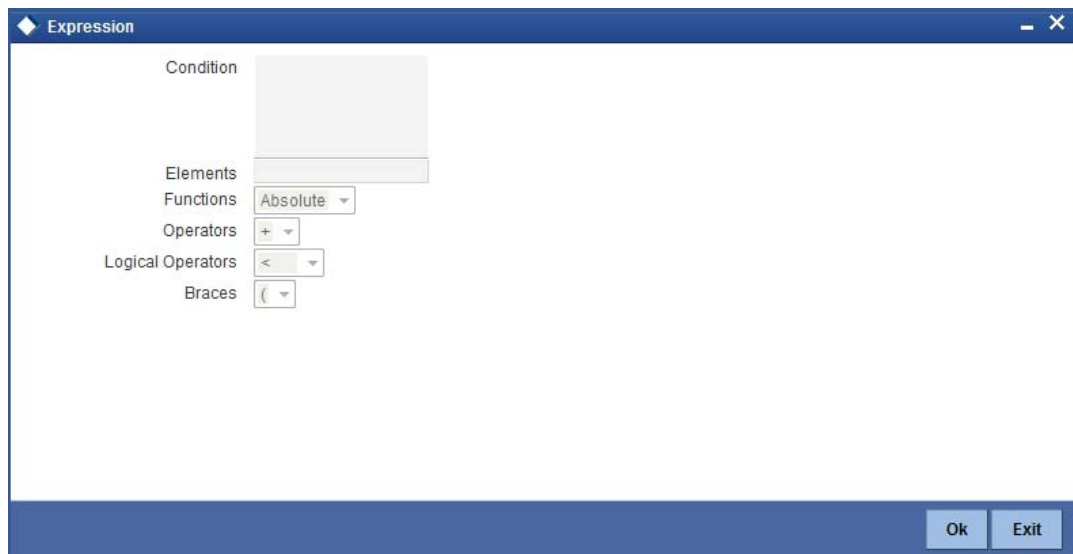 Expression
Condition
Elements
Functions Absolute
Operators +
Logical Operators <
Braces (
Ok Exit